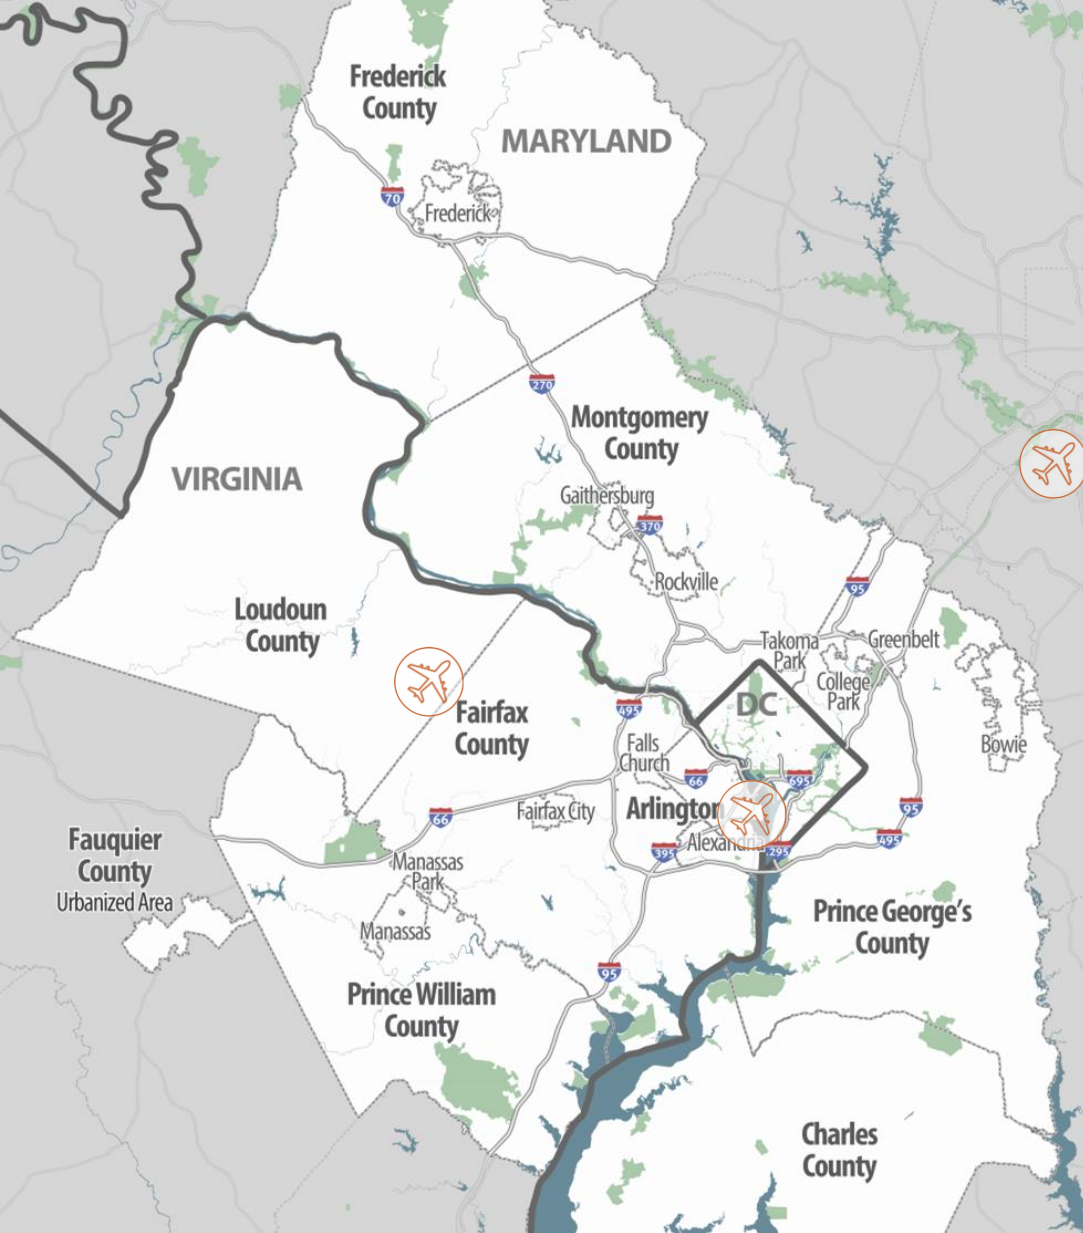 Frederick
County
MARYLAND
70
Frederick
270
Montgomery
County
VIRGINIA
Gaithersburg
370
Rockville
95
Loudoun
County
Takoma
Park
Greenbelt
College
Park
DC
495
Fairfax
County
Falls
Church
Bowie
66
695
Arlington
Fairfax City
66
95
495
Alexandria
395
295
Fauquier
County
Urbanized Area
Manassas
Park
Manassas
Prince George's
County
95
Prince William
County
Charles
County